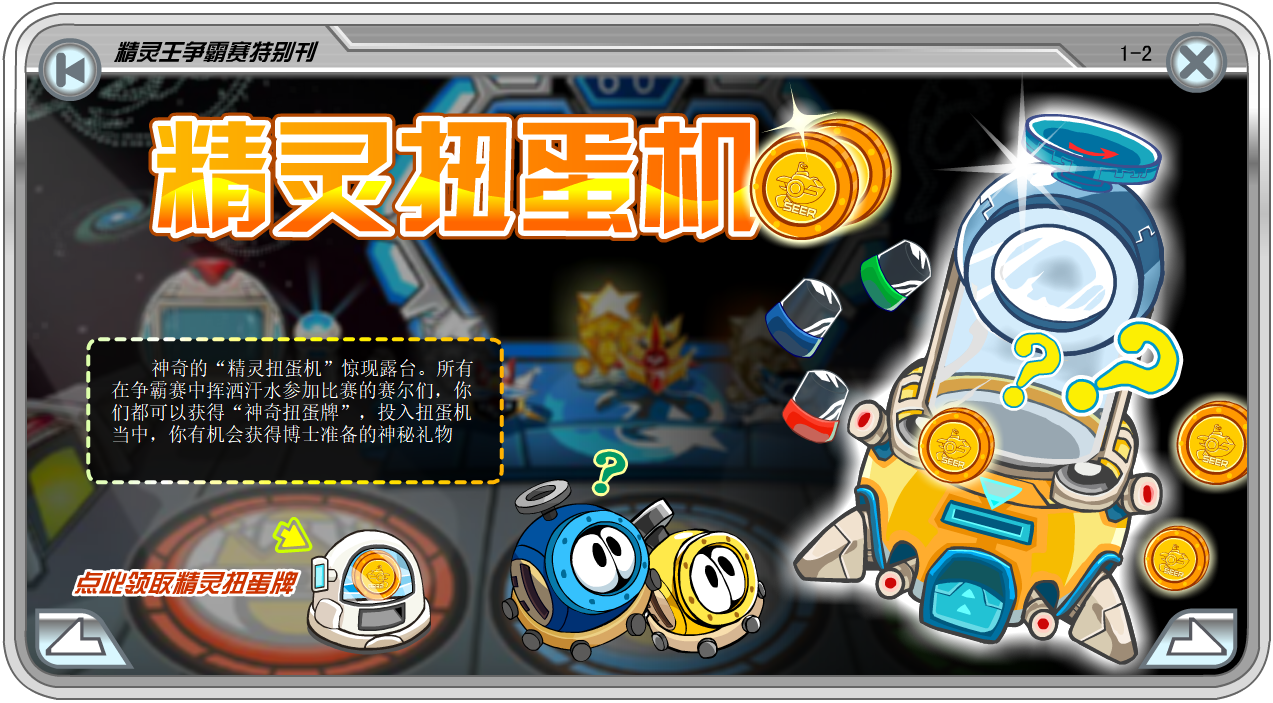 精灵王争霸赛特别刊
1-2
60
精灵扭蛋机
SEER
神奇的“精灵扭蛋机”惊现露台。所有
在争霸赛中挥洒汗水参加比赛的赛尔们，你
们都可以获得“神奇扭蛋牌”，投入扭蛋机
当中，你有机会获得博士准备的神秘礼物
?
?
?
SEER
SEER
SEER
点此领取精灵扭蛋牌